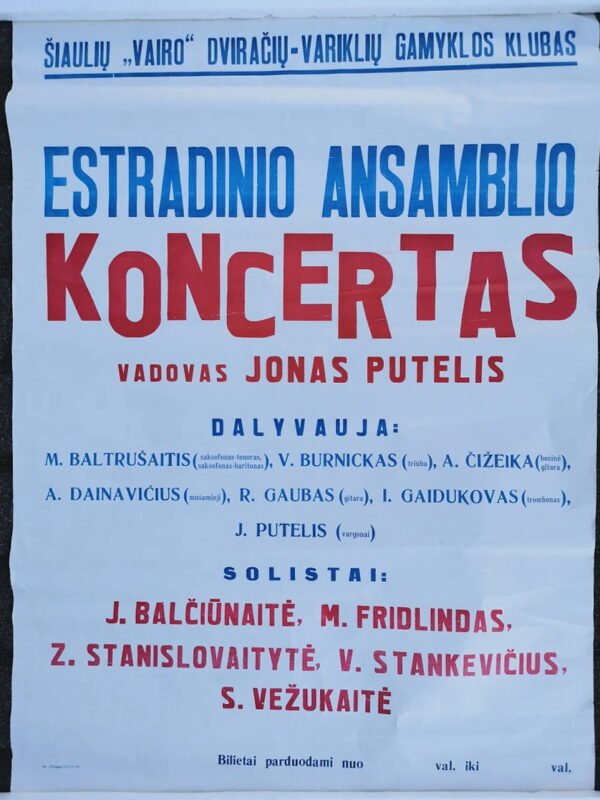 ŠIAULIŲ „VAIRO“ DVIRAČIŲ-VARIKLIŲ GAMYKLOS KLUBAS
ESTRADINIO ANSAMBLIO
KONCERTAS
VADOVAS JONAS PUTELIS
DALYVAUJA:
M. BALTRUŠAITIS (saksofonas-tenoras, saksofonas-baritonas), V. BURNICKAS (triūba), A. ČIŽEIKA (bosinė gitara),
A. DAINAVIČIUS (mušamieji), R. GAUBAS (gitara), I. GAIDUKOVAS (trombonas),
J. PUTELIS (vargonai)
SOLISTAI:
J. BALČIŪNAITĖ, M. FRIDLINDAS,
Z. STANISLOVAITYTĖ, V. STANKEVIČIUS,
S. VEŽUKAITĖ
Bilietai parduodami nuo val. iki val.